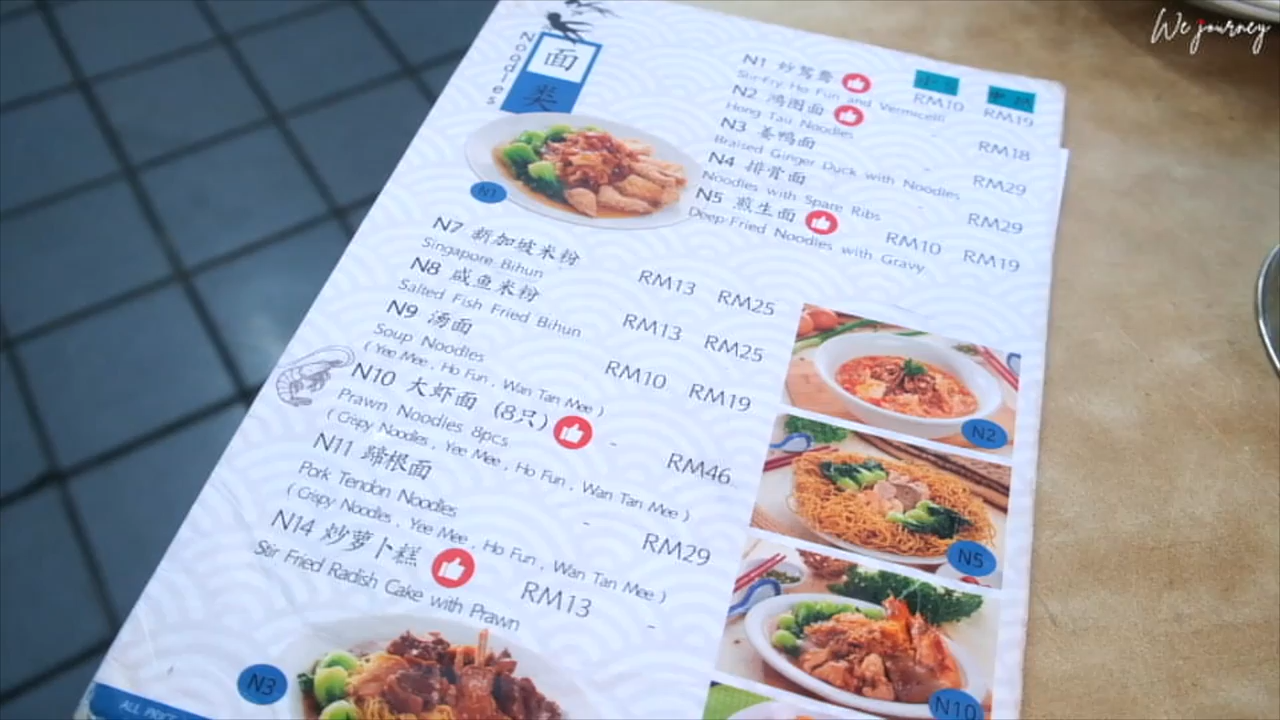 We journey
Noodles
面类
N1 炒鸳鸯 RM10 RM19
Stir-Fry Ho Fun and Vermicelli
N2 鸿图面 - RM18
Hong Tau Noodles
N3 姜鸭面 - RM29
Braised Ginger Duck with Noodles
N4 排骨面 - RM29
Noodles with Spare Ribs
N5 煎生面 RM10 RM19
Deep-Fried Noodles with Gravy
N1
N7 新加坡米粉 RM13 RM25
Singapore Bihun
N8 咸鱼米粉 RM13 RM25
Salted Fish Fried Bihun
N9 汤面 RM10 RM19
Soup Noodles
( Yee Mee , Ho Fun , Wan Tan Mee )
N10 大虾面 (8只) - RM46
Prawn Noodles 8pcs
( Crispy Noodles , Yee Mee , Ho Fun , Wan Tan Mee )
N11 蹄根面 - RM29
Pork Tendon Noodles
( Crispy Noodles , Yee Mee , Ho Fun , Wan Tan Mee )
N14 炒萝卜糕 RM13 -
Stir Fried Radish Cake with Prawn
N2
N5
N10
N3